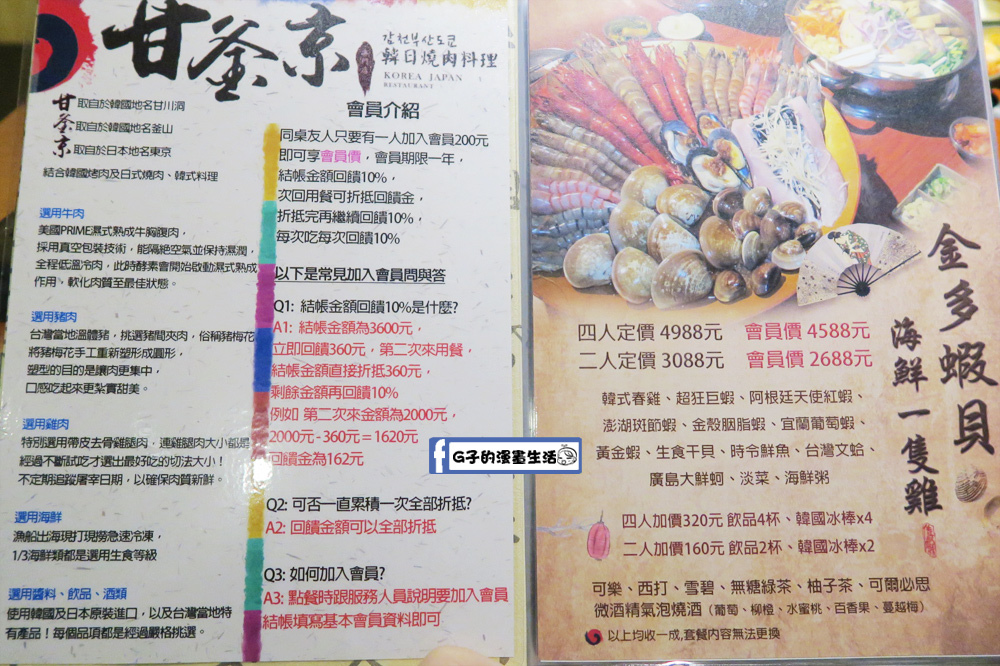 甘釜京
감천부산도쿄
韓日燒肉料理
KOREA JAPAN
RESTAURANT
甘 取自於韓國地名甘川洞
釜 取自於韓國地名釜山
京 取自於日本地名東京
結合韓國烤肉及日式燒肉、韓式料理
選用牛肉
美國PRIME濕式熟成牛胸腹肉，
採用真空包裝技術，能隔絶空氣並保持濕潤，
全程低溫冷肉，此時酵素會開始啟動濕式熟成
作用，軟化肉質至最佳狀態。
選用豬肉
台灣當地溫體豬，挑選豬間夾肉，俗稱豬梅花
將豬梅花手工重新塑形成圓形，
塑型的目的是讓肉更集中，
口感吃起來更紮實甜美。
選用雞肉
特別選用帶皮去骨雞腿肉，連雞腿肉大小都是
經過不斷試吃才選出最好吃的切法大小！
不定期追蹤屠宰日期，以確保肉質新鮮。
選用海鮮
漁船出海現打現撈急速冷凍，
1/3海鮮類都是選用生食等級
選用醬料、飲品、酒類
使用韓國及日本原裝進口，以及台灣當地特
有產品！每個品項都是經過嚴格挑選。
會員介紹
同桌友人只要有一人加入會員200元
即可享會員價，會員期限一年，
結帳金額回饋10%，
次回用餐可折抵回饋金，
折抵完再繼續回饋10%，
每次吃每次回饋10%
以下是常見加入會員問與答
Q1: 結帳金額回饋10%是什麼?
A1: 結帳金額為3600元，
立即回饋360元，第二次來用餐，
結帳金額直接折抵360元，
剩餘金額再回饋10%
例如 第二次來金額為2000元，
2000元-360元＝1620元
回饋金為162元
Q2: 可否一直累積一次全部折抵?
A2: 回饋金額可以全部折抵
Q3: 如何加入會員?
A3: 點餐時跟服務人員說明要加入會員
結帳填寫基本會員資料即可
G子的漫畫生活
金多蝦貝
海鮮一隻雞
四人定價 4988元 會員價 4588元
二人定價 3088元 會員價 2688元
韓式春雞、超狂巨蝦、阿根廷天使紅蝦、
澎湖斑節蝦、金殼胭脂蝦、宜蘭葡萄蝦、
黃金蝦、生食干貝、時令鮮魚、台灣文蛤、
廣島大鮮蚵、淡菜、海鮮粥
四人加價320元 飲品4杯、韓國冰棒x4
二人加價160元 飲品2杯、韓國冰棒x2
可樂、西打、雪碧、無糖綠茶、柚子茶、可爾必思
微酒精氣泡燒酒（葡萄、柳橙、水蜜桃、百香果、蔓越梅）
以上均收一成,套餐內容無法更換